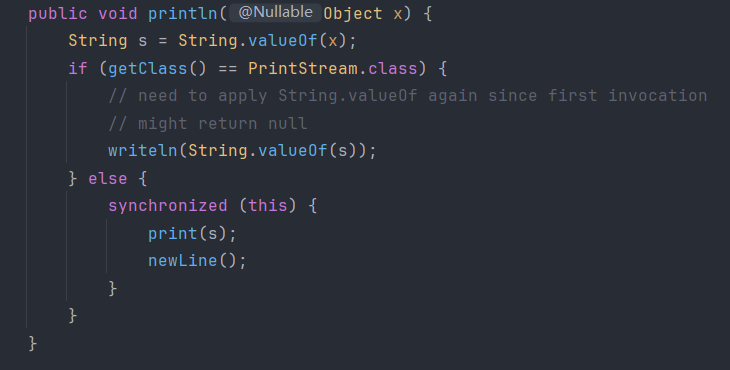 public void println( @Nullable Object x) {
String s = String.valueOf(x);
if (getClass() == PrintStream.class) {
// need to apply String.valueOf again since first invocation
// might return null
writeln(String.valueOf(s));
} else {
synchronized (this) {
print(s);
newLine();
}
}
}